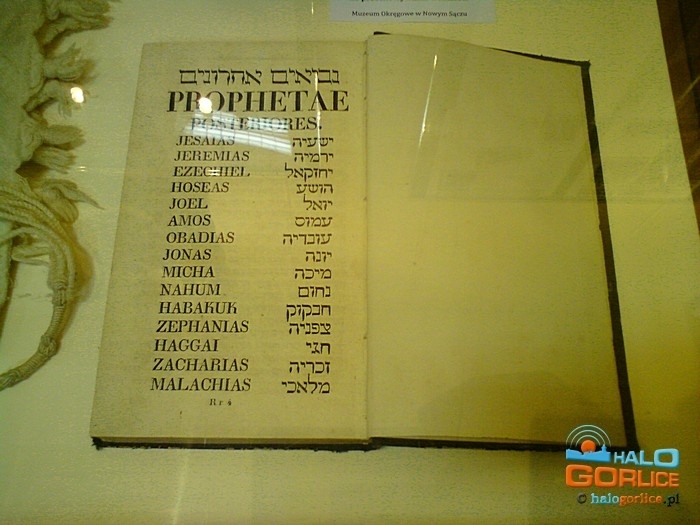 Muzeum Okręgowe w Nowym Sączu
נביאים אחרונים
PROPHETAE
POSTERIORES.
JESAIAS ישעיה
JEREMIAS ירמיה
EZECHIEL יחזקאל
HOSEAS הושע
JOEL יואל
AMOS עמוס
OBADIAS עובדיה
JONAS יונה
MICHA מיכה
NAHUM נחום
HABAKUK חבקוק
ZEPHANIAS צפניה
HAGGAI חגי
ZACHARIAS זכריה
MALACHIAS מלאכי
Rr 4
HALO
GORLICE
© halogorlice.pl